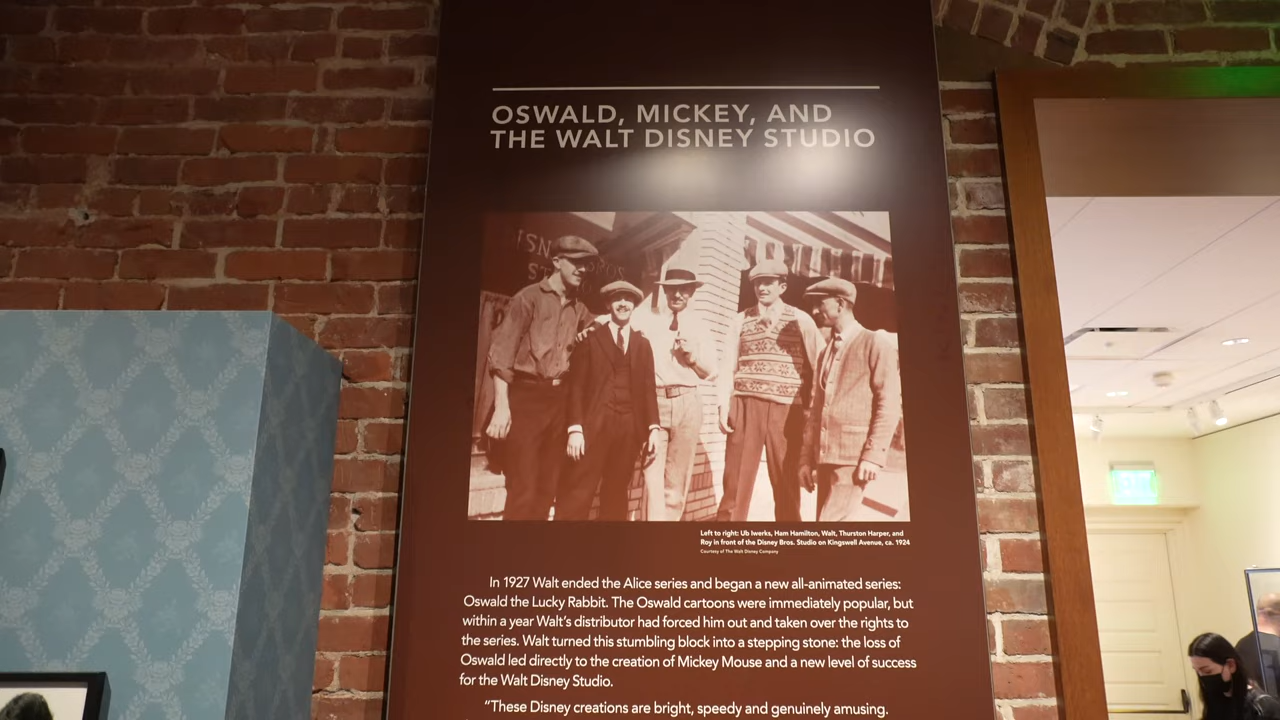 OSWALD, MICKEY, AND
THE WALT DISNEY STUDIO
Left to right: Ub Iwerks, Ham Hamilton, Walt, Thurston Harper, and
Roy in front of the Disney Bros. Studio on Kingswell Avenue, ca. 1924
Courtesy of The Walt Disney Company
In 1927 Walt ended the Alice series and began a new all-animated series:
Oswald the Lucky Rabbit. The Oswald cartoons were immediately popular, but
within a year Walt's distributor had forced him out and taken over the rights to
the series. Walt turned this stumbling block into a stepping stone: the loss of
Oswald led directly to the creation of Mickey Mouse and a new level of success
for the Walt Disney Studio.
"These Disney creations are bright, speedy and genuinely amusing.